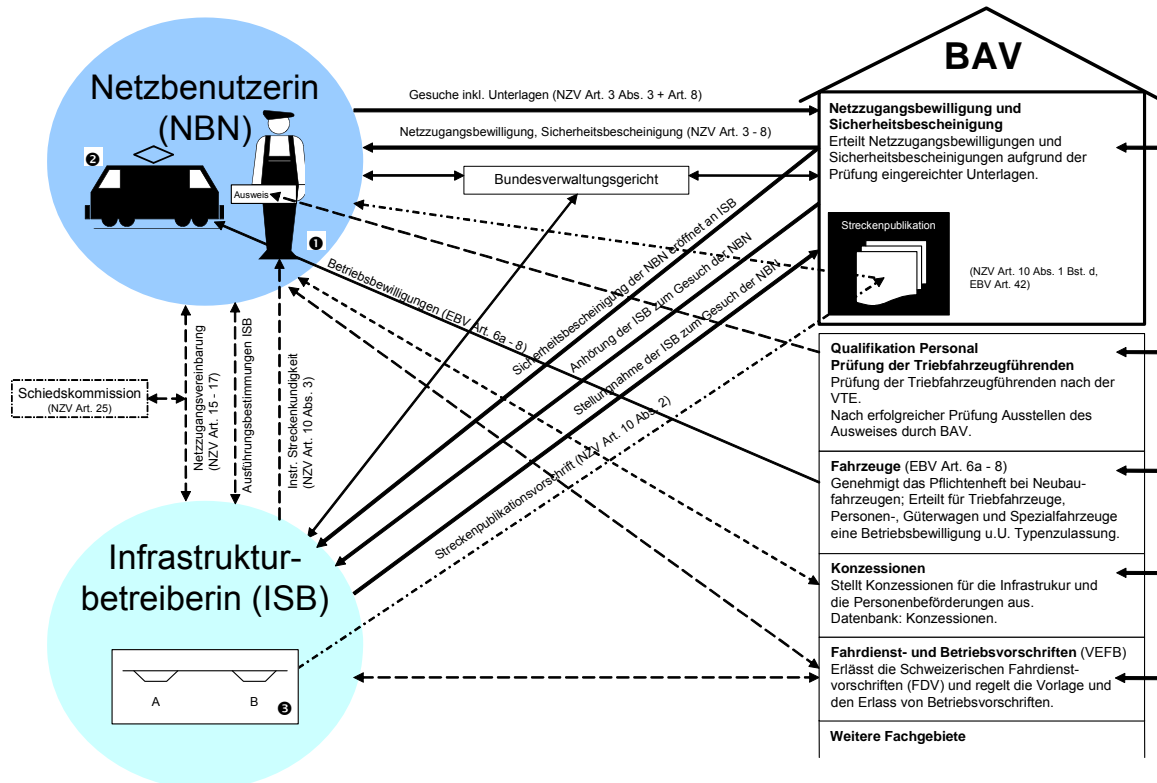 BAV
Netzbenutzerin
(NBN)
❷
Ausweis
❶
Gesuche inkl. Unterlagen (NZV Art. 3 Abs. 3 + Art. 8)
Netzzugangsbewilligung, Sicherheitsbescheinigung (NZV Art. 3 - 8)
Bundesverwaltungsgericht
Netzzugangsbewilligung und
Sicherheitsbescheinigung
Erteilt Netzzugangsbewilligungen und
Sicherheitsbescheinigungen aufgrund der
Prüfung eingereichter Unterlagen.
Streckenpublikation
(NZV Art. 10 Abs. 1 Bst. d,
EBV Art. 42)
Betriebsbewilligungen (EBV Art. 6a - 8)
Sicherheitsbescheinigung der NBN eröffnet an ISB
Anhörung der ISB zum Gesuch der NBN
Stellungnahme der ISB zum Gesuch der NBN
Streckenpublikationsvorschrift (NZV Art. 10 Abs. 2)
Schiedskommission
(NZV Art. 25)
Netzzugangsvereinbarung
(NZV Art. 15 - 17)
Ausführungsbestimmungen ISB
Instr. Streckenkundigkeit
(NZV Art. 10 Abs. 3)
Qualifikation Personal
Prüfung der Triebfahrzeugführenden
Prüfung der Triebfahrzeugführenden nach der
VTE.
Nach erfolgreicher Prüfung Ausstellen des
Ausweises durch BAV.
Fahrzeuge (EBV Art. 6a - 8)
Genehmigt das Pflichtenheft bei Neubau-
fahrzeugen; Erteilt für Triebfahrzeuge,
Personen-, Güterwagen und Spezialfahrzeuge
eine Betriebsbewilligung u.U. Typenzulassung.
Konzessionen
Stellt Konzessionen für die Infrastrukur und
die Personenbeförderungen aus.
Datenbank: Konzessionen.
Fahrdienst- und Betriebsvorschriften (VEFB)
Erlässt die Schweizerischen Fahrdienst-
vorschriften (FDV) und regelt die Vorlage und
den Erlass von Betriebsvorschriften.
Weitere Fachgebiete
Infrastruktur-
betreiberin (ISB)
A B
❸